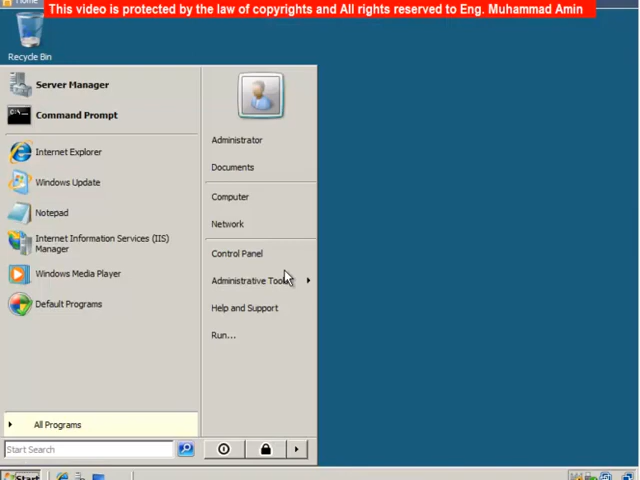 Home
This video is protected by the law of copyrights and All rights reserved to Eng. Muhammad Amin
Recycle Bin
Server Manager
Command Prompt
Internet Explorer
Windows Update
Notepad
Internet Information Services (IIS)
Manager
Windows Media Player
Default Programs
All Programs
Start Search
Administrator
Documents
Computer
Network
Control Panel
Administrative Tools
Help and Support
Run...
Start